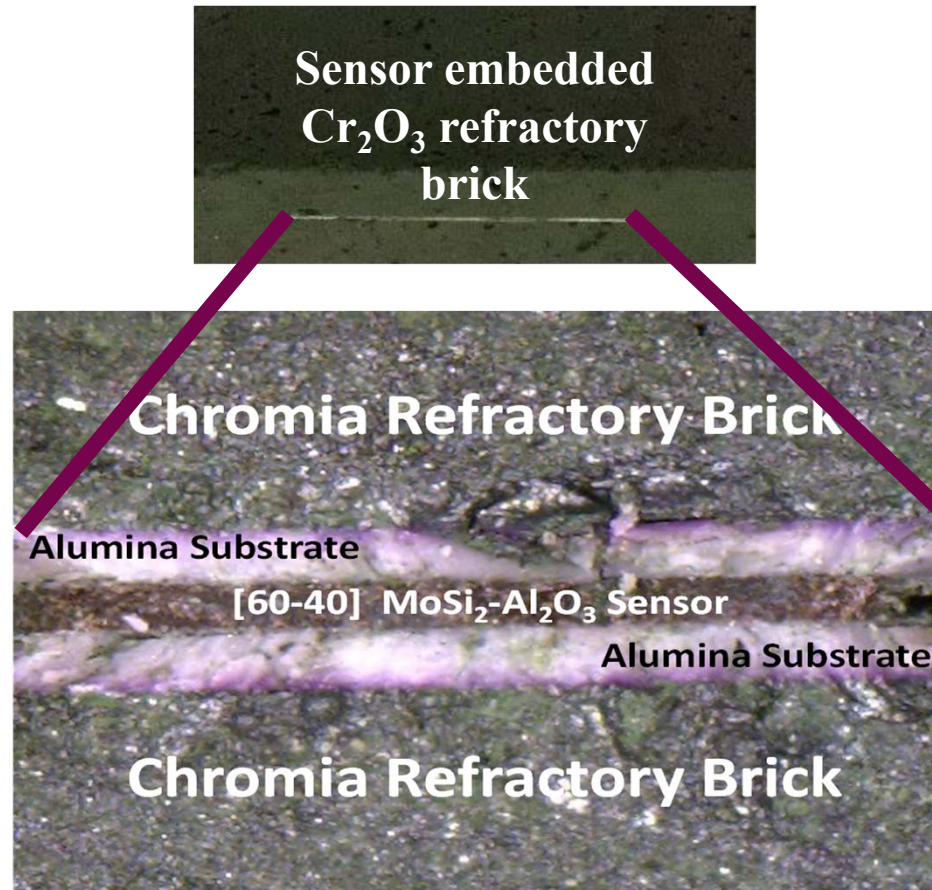 Sensor embedded
Cr₂O₃ refractory
brick
Chromia Refractory Brick
Alumina Substrate
[60-40] MoSi₂-Al₂O₃ Sensor
Alumina Substrate
Chromia Refractory Brick